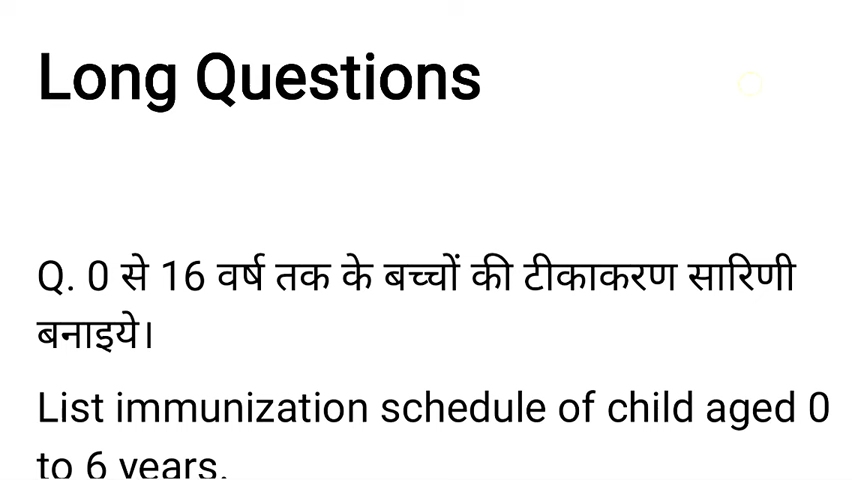 Long Questions
Q. 0 से 16 वर्ष तक के बच्चों की टीकाकरण सारिणी
बनाइये।
List immunization schedule of child aged 0
to 6 years.